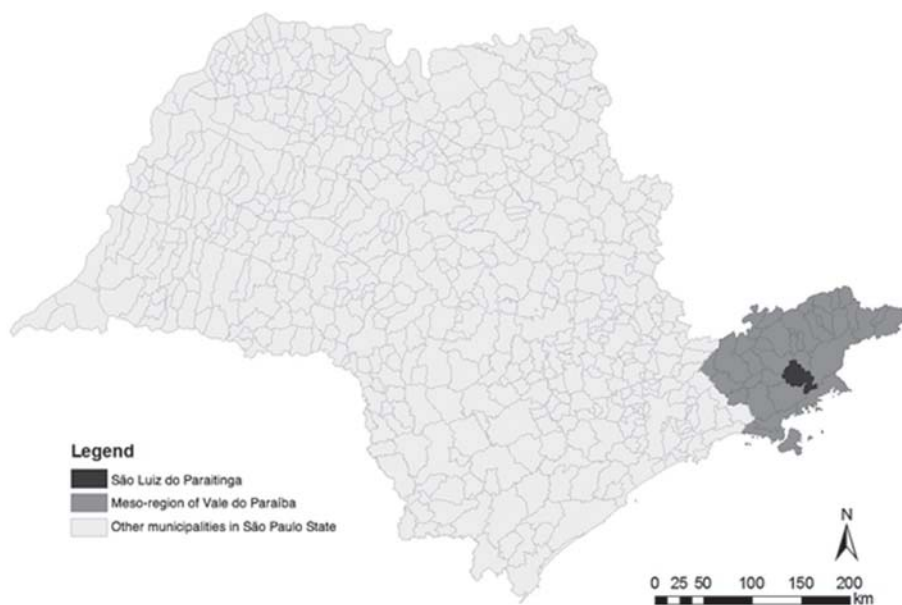 Legend
São Luiz do Paraitinga
Meso-region of Vale do Paraíba
Other municipalities in São Paulo State
N
0 25 50 100 150 200
km